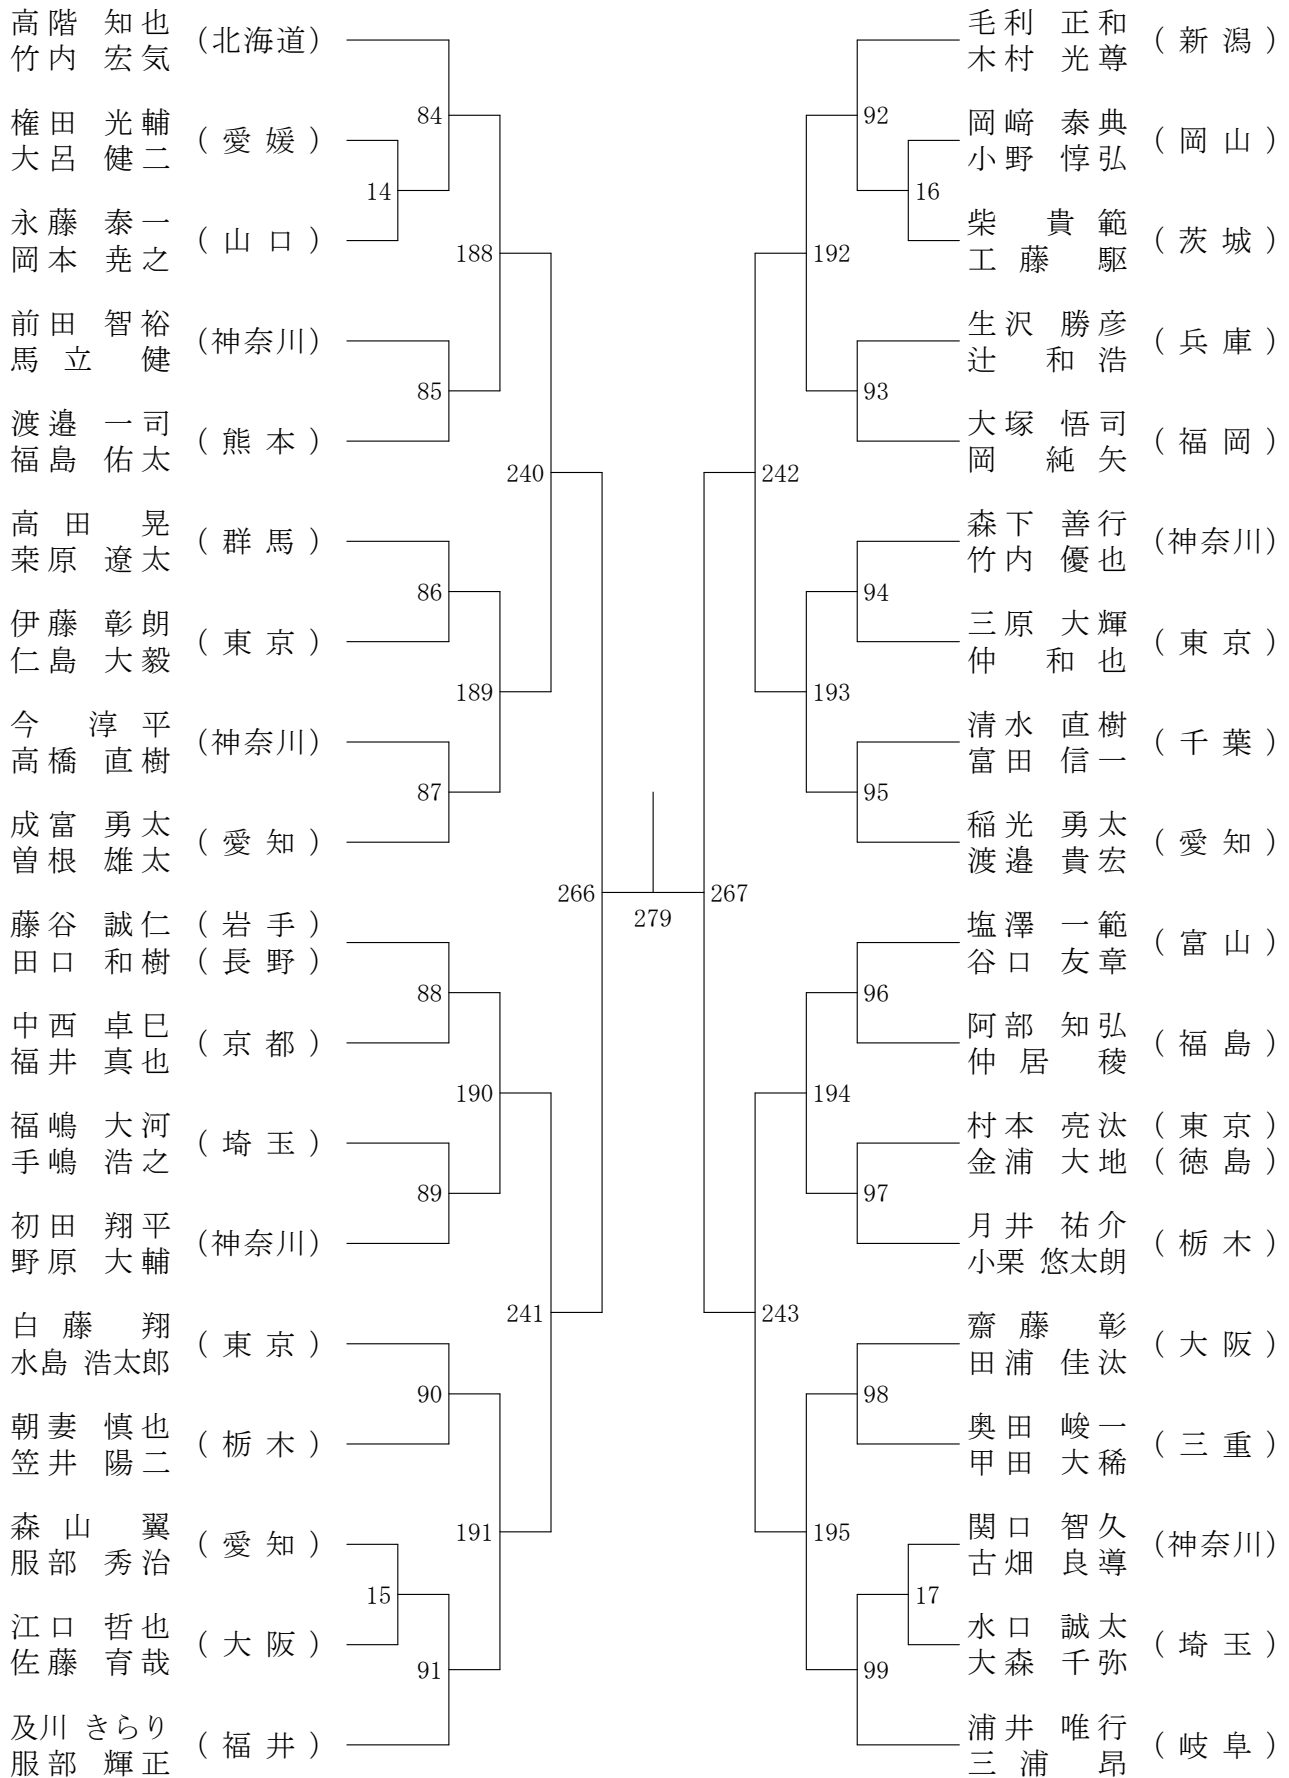 高階 知也 (北海道)
竹内 宏気
権田 光輔 (愛媛)
大呂 健二
永藤 泰一 (山口)
岡本 尭之
前田 智裕 (神奈川)
馬立 健
渡邉 一司 (熊本)
福島 佑太
高田 晃 (群馬)
桒原 遼太
伊藤 彰朗 (東京)
仁島 大毅
今 淳平 (神奈川)
高橋 直樹
成富 勇太 (愛知)
曽根 雄太
藤谷 誠仁 (岩手)
田口 和樹 (長野)
中西 卓巳 (京都)
福井 真也
福嶋 大河 (埼玉)
手嶋 浩之
初田 翔平 (神奈川)
野原 大輔
白藤 翔 (東京)
水島 浩太郎
朝妻 慎也 (栃木)
笠井 陽二
森山 翼 (愛知)
服部 秀治
江口 哲也 (大阪)
佐藤 育哉
及川 きらり (福井)
服部 輝正
84
14
188
85
240
86
189
87
266
88
190
89
241
90
191
15
91
279
267
92
16
192
93
242
94
193
95
96
194
97
243
98
195
17
99
毛利 正和 (新潟)
木村 光尊
岡﨑 泰典 (岡山)
小野 惇弘
柴 貴範 (茨城)
工藤 駆
生沢 勝彦 (兵庫)
辻 和浩
大塚 悟司 (福岡)
岡 純矢
森下 善行 (神奈川)
竹内 優也
三原 大輝 (東京)
仲 和也
清水 直樹 (千葉)
富田 信一
稲光 勇太 (愛知)
渡邉 貴宏
塩澤 一範 (富山)
谷口 友章
阿部 知弘 (福島)
仲居 稜
村本 亮汰 (東京)
金浦 大地 (徳島)
月井 祐介 (栃木)
小栗 悠太朗
齋藤 彰 (大阪)
田浦 佳汰
奥田 峻一 (三重)
甲田 大稀
関口 智久 (神奈川)
古畑 良導
水口 誠太 (埼玉)
大森 千弥
浦井 唯行 (岐阜)
三浦 昂